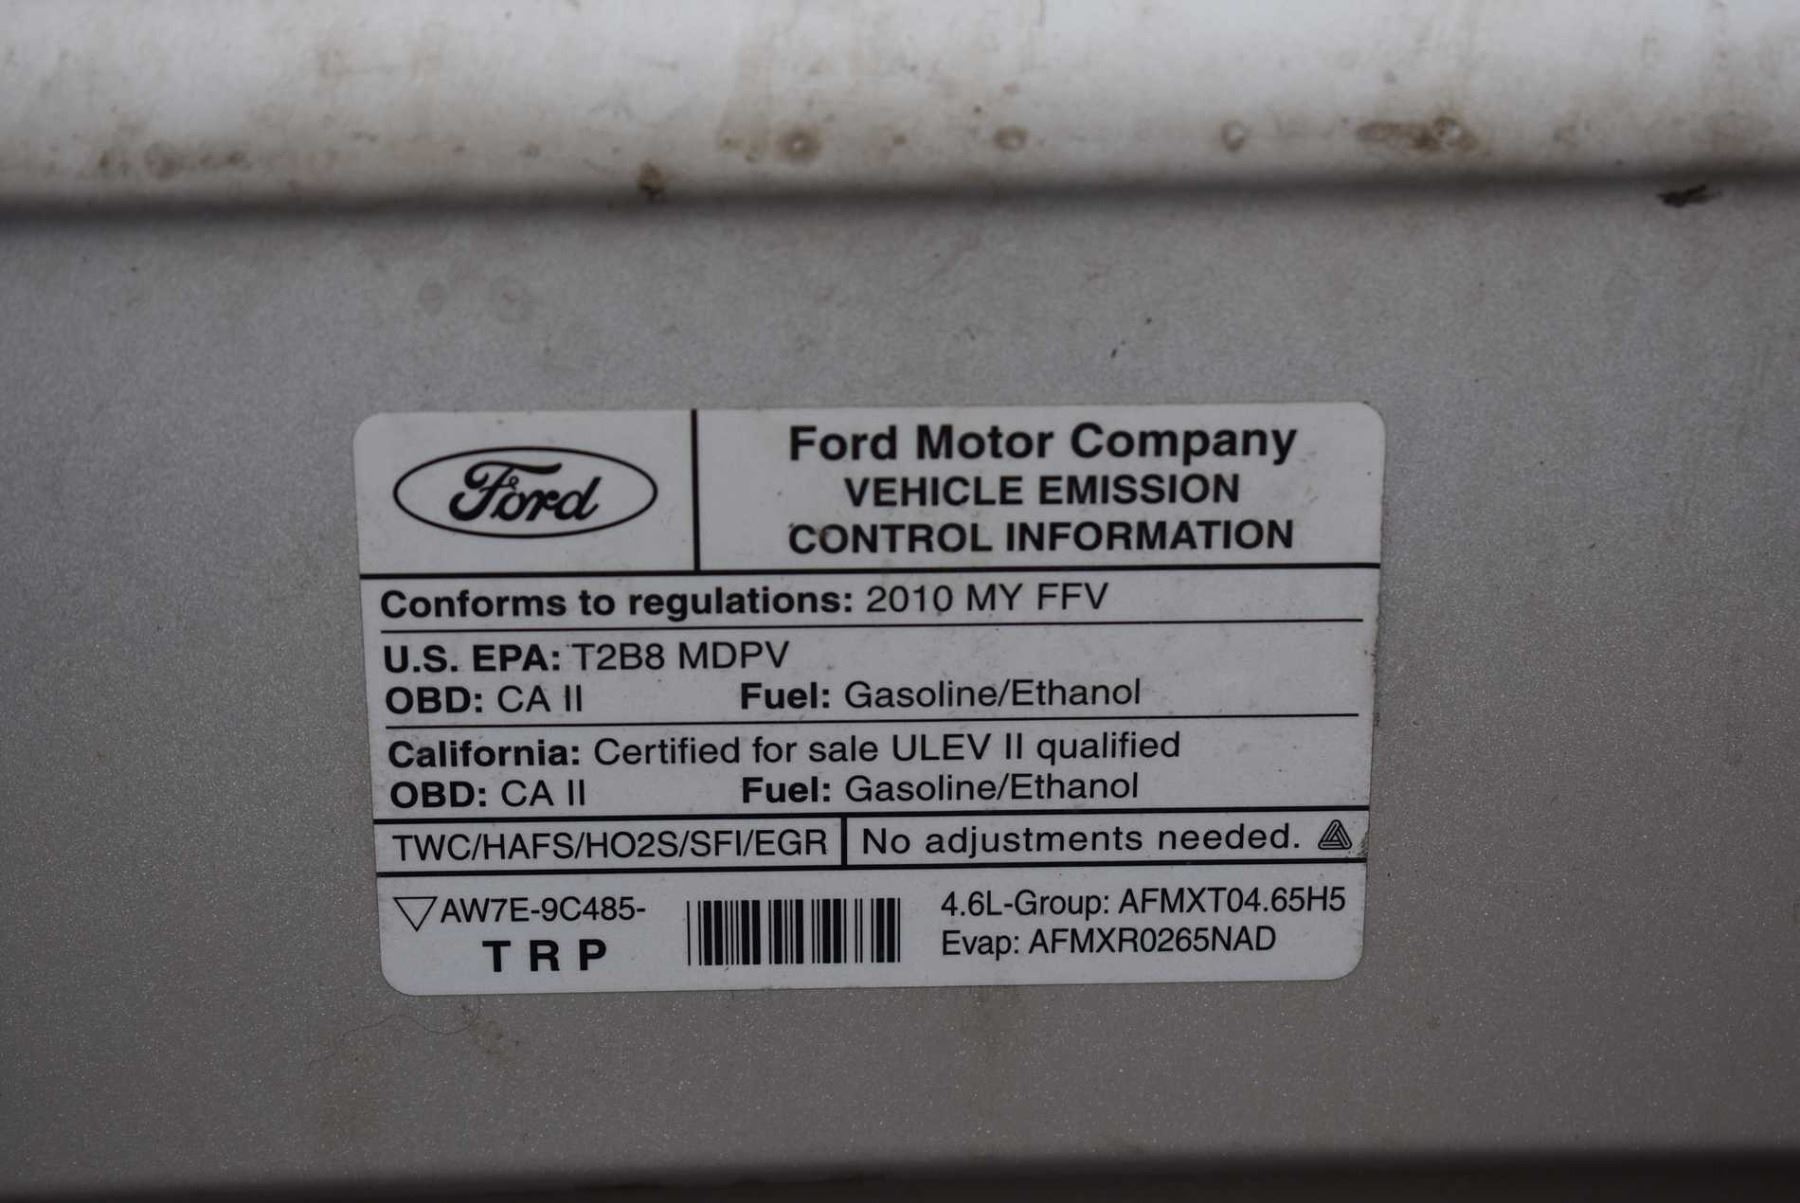 Ford
Ford Motor Company
VEHICLE EMISSION
CONTROL INFORMATION
Conforms to regulations: 2010 MY FFV
U.S. EPA: T2B8 MDPV
OBD: CA II Fuel: Gasoline/Ethanol
California: Certified for sale ULEV II qualified
OBD: CA II Fuel: Gasoline/Ethanol
TWC/HAFS/HO2S/SFI/EGR No adjustments needed.
AW7E-9C485-
T R P
4.6L-Group: AFMXT04.65H5
Evap: AFMXR0265NAD